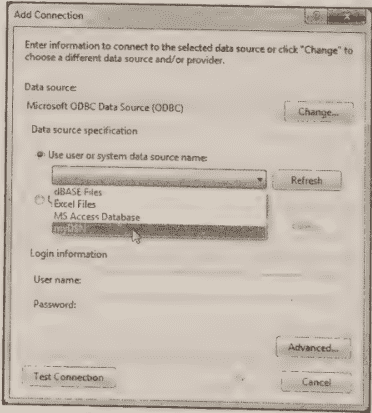 Add Connection
Enter information to connect to the selected data source or click "Change" to
choose a different data source and/or provider.
Data source:
Microsoft ODBC Data Source (ODBC)
Change...
Data source specification
Use user or system data source name:
Refresh
dBASE Files
Excel Files
MS Access Database
myDSN
Login information
User name:
Password:
Advanced...
Test Connection
Cancel